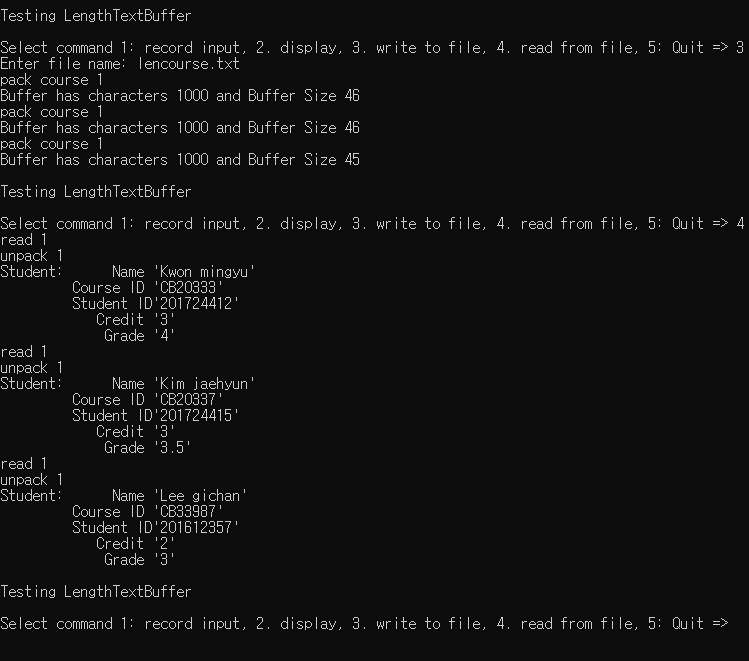 Testing LengthTextBuffer
Select command 1: record input, 2. display, 3. write to file, 4. read from file, 5: Quit => 3
Enter file name: lencourse.txt
pack course 1
Buffer has characters 1000 and Buffer Size 46
pack course 1
Buffer has characters 1000 and Buffer Size 46
pack course 1
Buffer has characters 1000 and Buffer Size 45
Testing LengthTextBuffer
Select command 1: record input, 2. display, 3. write to file, 4. read from file, 5: Quit => 4
read 1
unpack 1
Student:      Name 'Kwon mingyu'
         Course ID 'CB20333'
         Student ID'201724412'
            Credit '3'
             Grade '4'
read 1
unpack 1
Student:      Name 'Kim jaehyun'
         Course ID 'CB20337'
         Student ID'201724415'
            Credit '3'
             Grade '3.5'
read 1
unpack 1
Student:      Name 'Lee gichan'
         Course ID 'CB33987'
         Student ID'201612357'
            Credit '2'
             Grade '3'
Testing LengthTextBuffer
Select command 1: record input, 2. display, 3. write to file, 4. read from file, 5: Quit =>